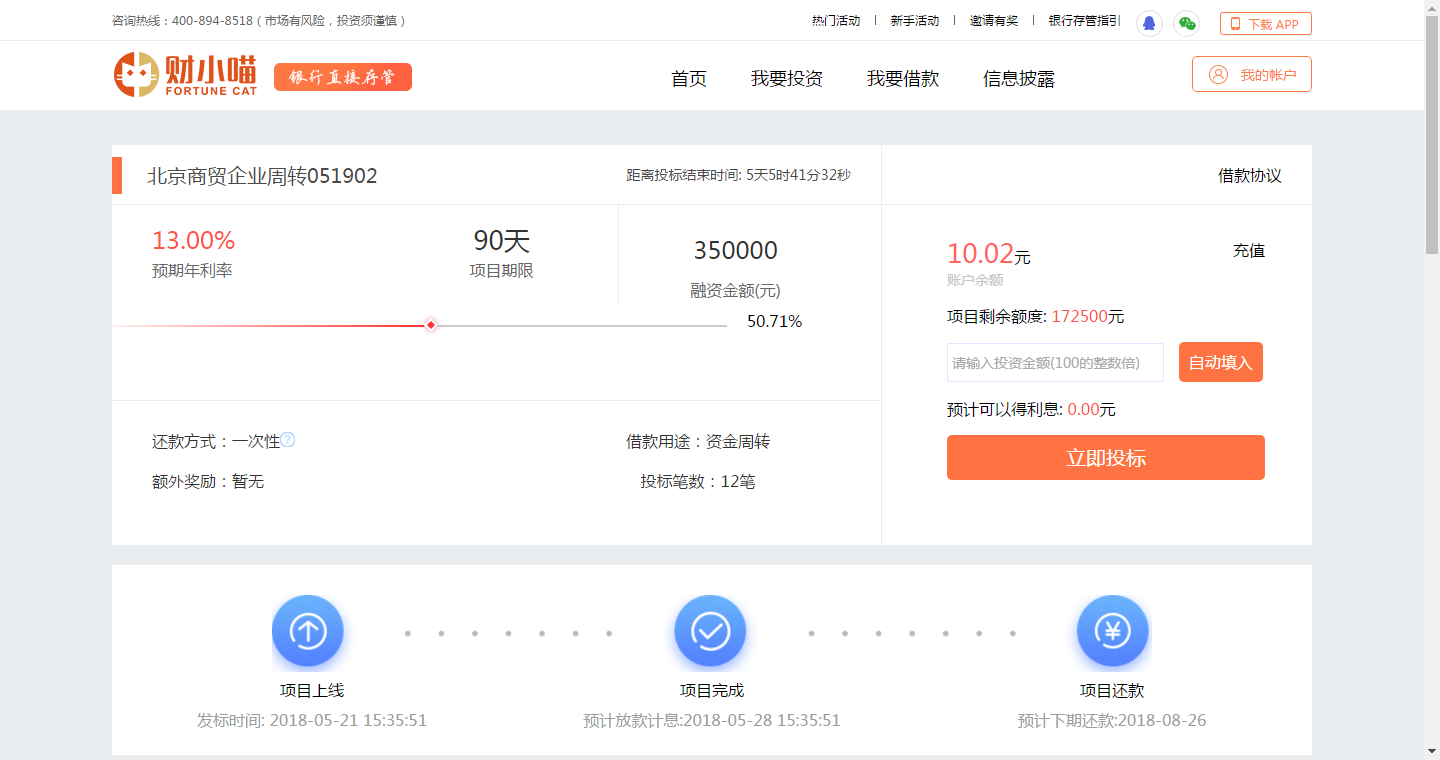 咨询热线：400-894-8518（市场有风险，投资须谨慎）
热门活动 | 新手活动 | 邀请有奖 | 银行存管指引
下载 APP
财小喵
FORTUNE CAT
银行直接存管
首页 我要投资 我要借款 信息披露
我的帐户
北京商贸企业周转051902
距离投标结束时间: 5天5时41分32秒
借款协议
13.00%
预期年利率
90天
项目期限
350000
融资金额(元)
50.71%
还款方式：一次性?
借款用途：资金周转
额外奖励：暂无
投标笔数：12笔
10.02元
充值
账户余额
项目剩余额度: 172500元
请输入投资金额(100的整数倍)
自动填入
预计可以得利息: 0.00元
立即投标
项目上线
发标时间: 2018-05-21 15:35:51
项目完成
预计放款计息:2018-05-28 15:35:51
¥
项目还款
预计下期还款:2018-08-26